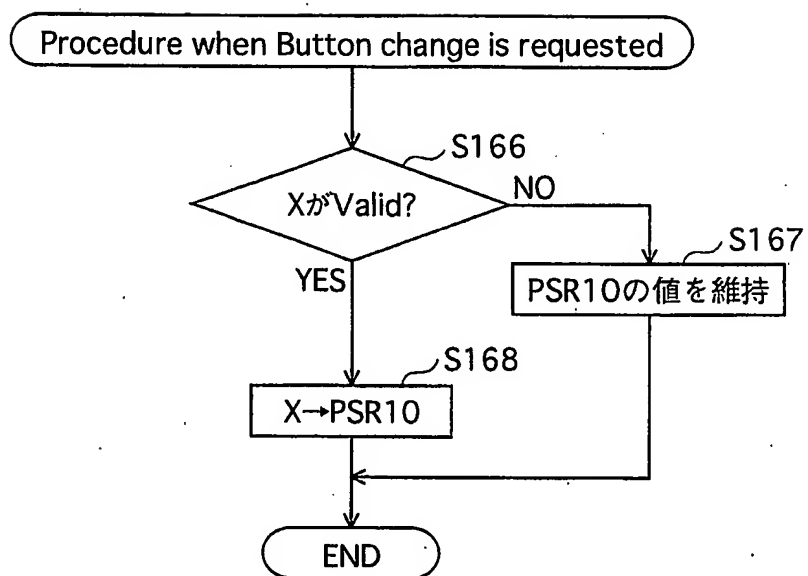 Procedure when Button change is requested
S166
XがValid?
NO
S167
YES
PSR10の値を維持
S168
X→PSR10
END